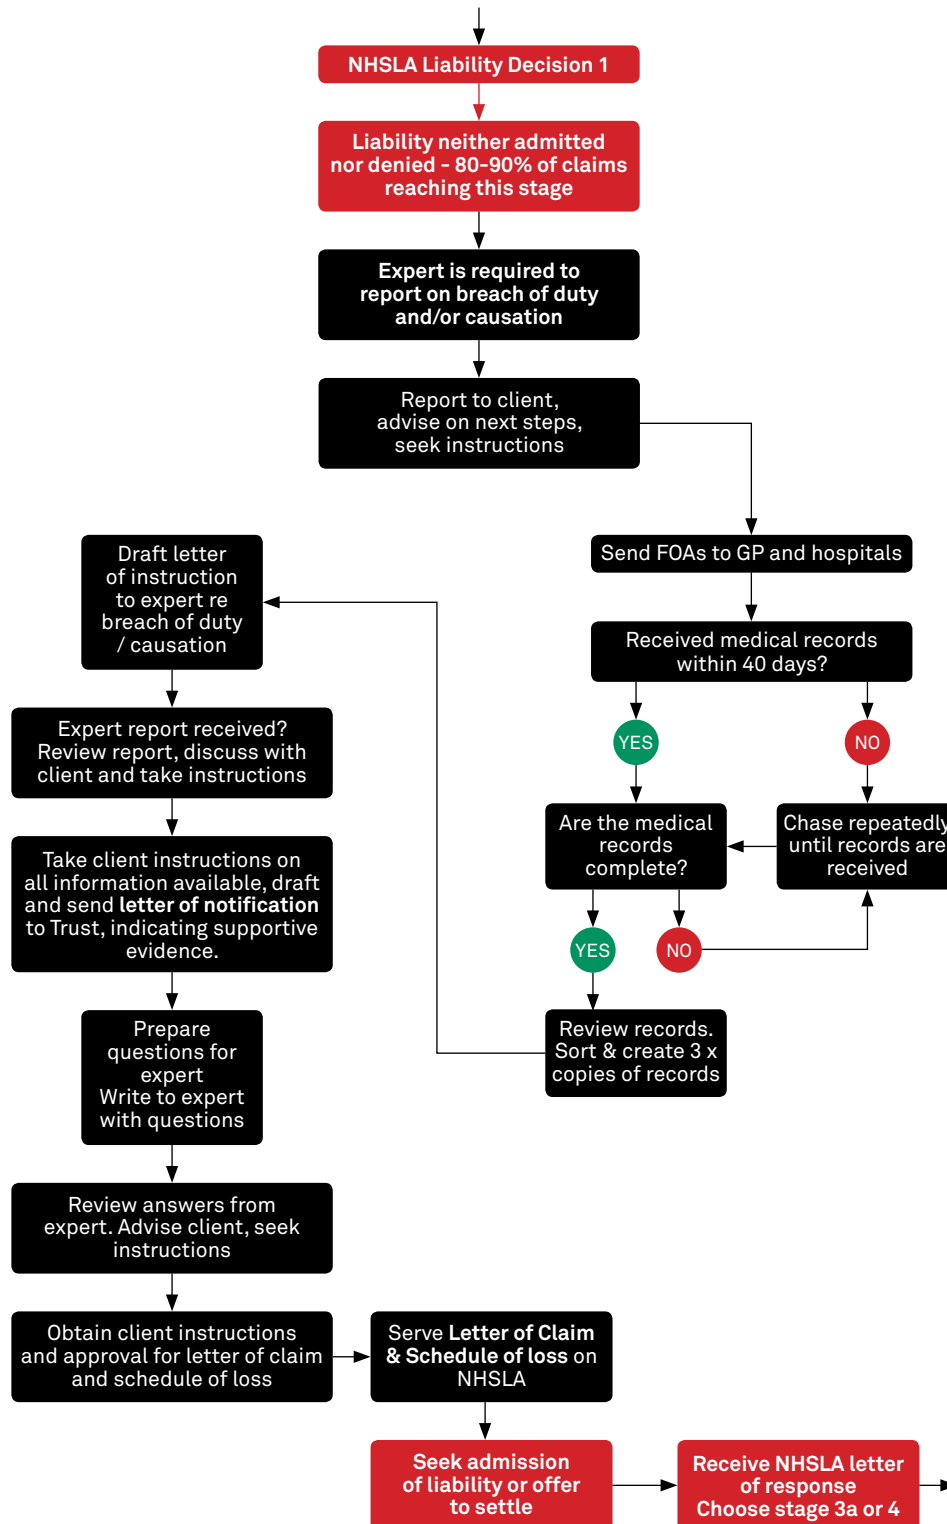 NHSLA Liability Decision 1
Liability neither admitted
nor denied - 80-90% of claims
reaching this stage
Expert is required to
report on breach of duty
and/or causation
Report to client,
advise on next steps,
seek instructions
Send FOAs to GP and hospitals
Received medical records
within 40 days?
YES
NO
Are the medical
records
complete?
Chase repeatedly
until records are
received
YES
NO
Review records.
Sort & create 3 x
copies of records
Draft letter
of instruction
to expert re
breach of duty
/ causation
Expert report received?
Review report, discuss with
client and take instructions
Take client instructions on
all information available, draft
and send letter of notification
to Trust, indicating supportive
evidence.
Prepare
questions for
expert
Write to expert
with questions
Review answers from
expert. Advise client, seek
instructions
Obtain client instructions
and approval for letter of claim
and schedule of loss
Serve Letter of Claim
& Schedule of loss on
NHSLA
Seek admission
of liability or offer
to settle
Receive NHSLA letter
of response
Choose stage 3a or 4